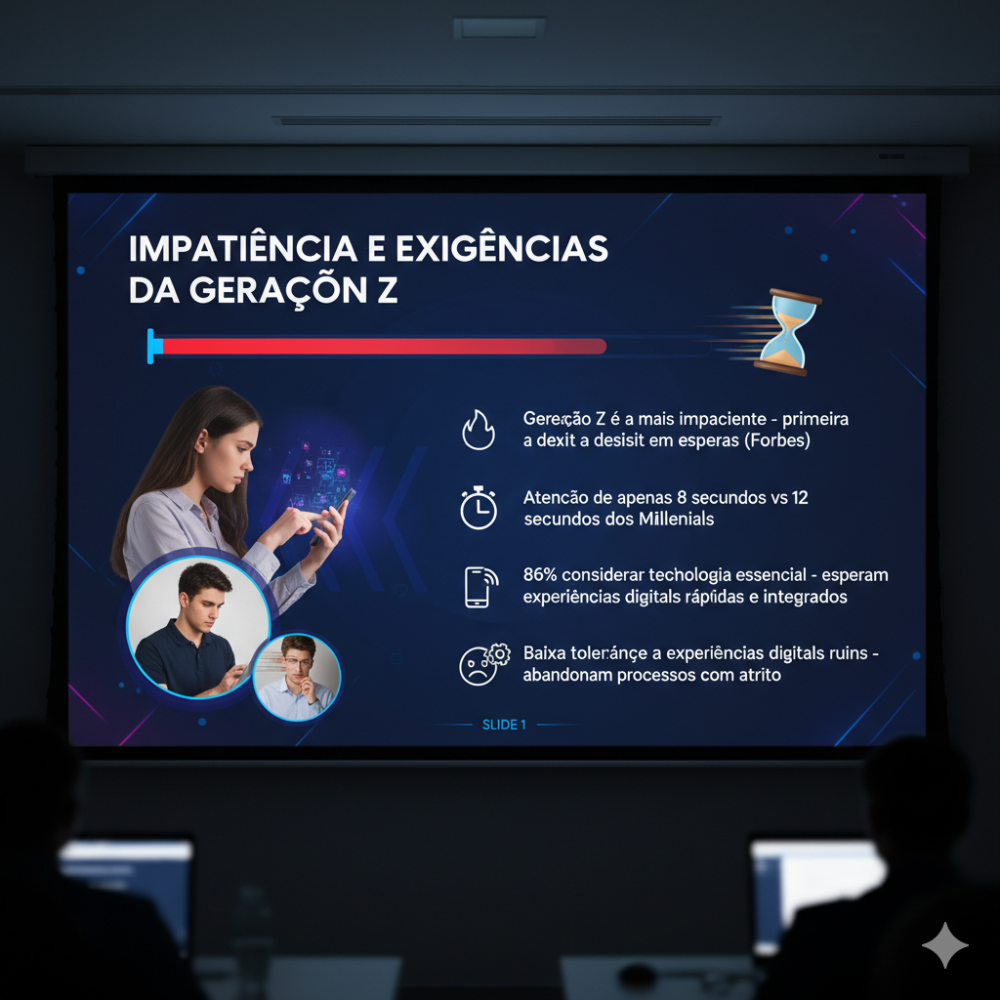 IMPATIÊNCIA E EXIGÊNCIAS
DA GERAÇÕN Z
Gereção Z é a mais impaciente - primeira
a dexit a desisit em esperas (Forbes)
Atencão de apenas 8 secundos vs 12
secundos dos Millenials
86% considerar techologia essencial - esperam
experiências digitals rápfidas e integrados
Baixa toleránçe a experiências digitals ruins -
abandonam processos com atrito
SLIDE 1